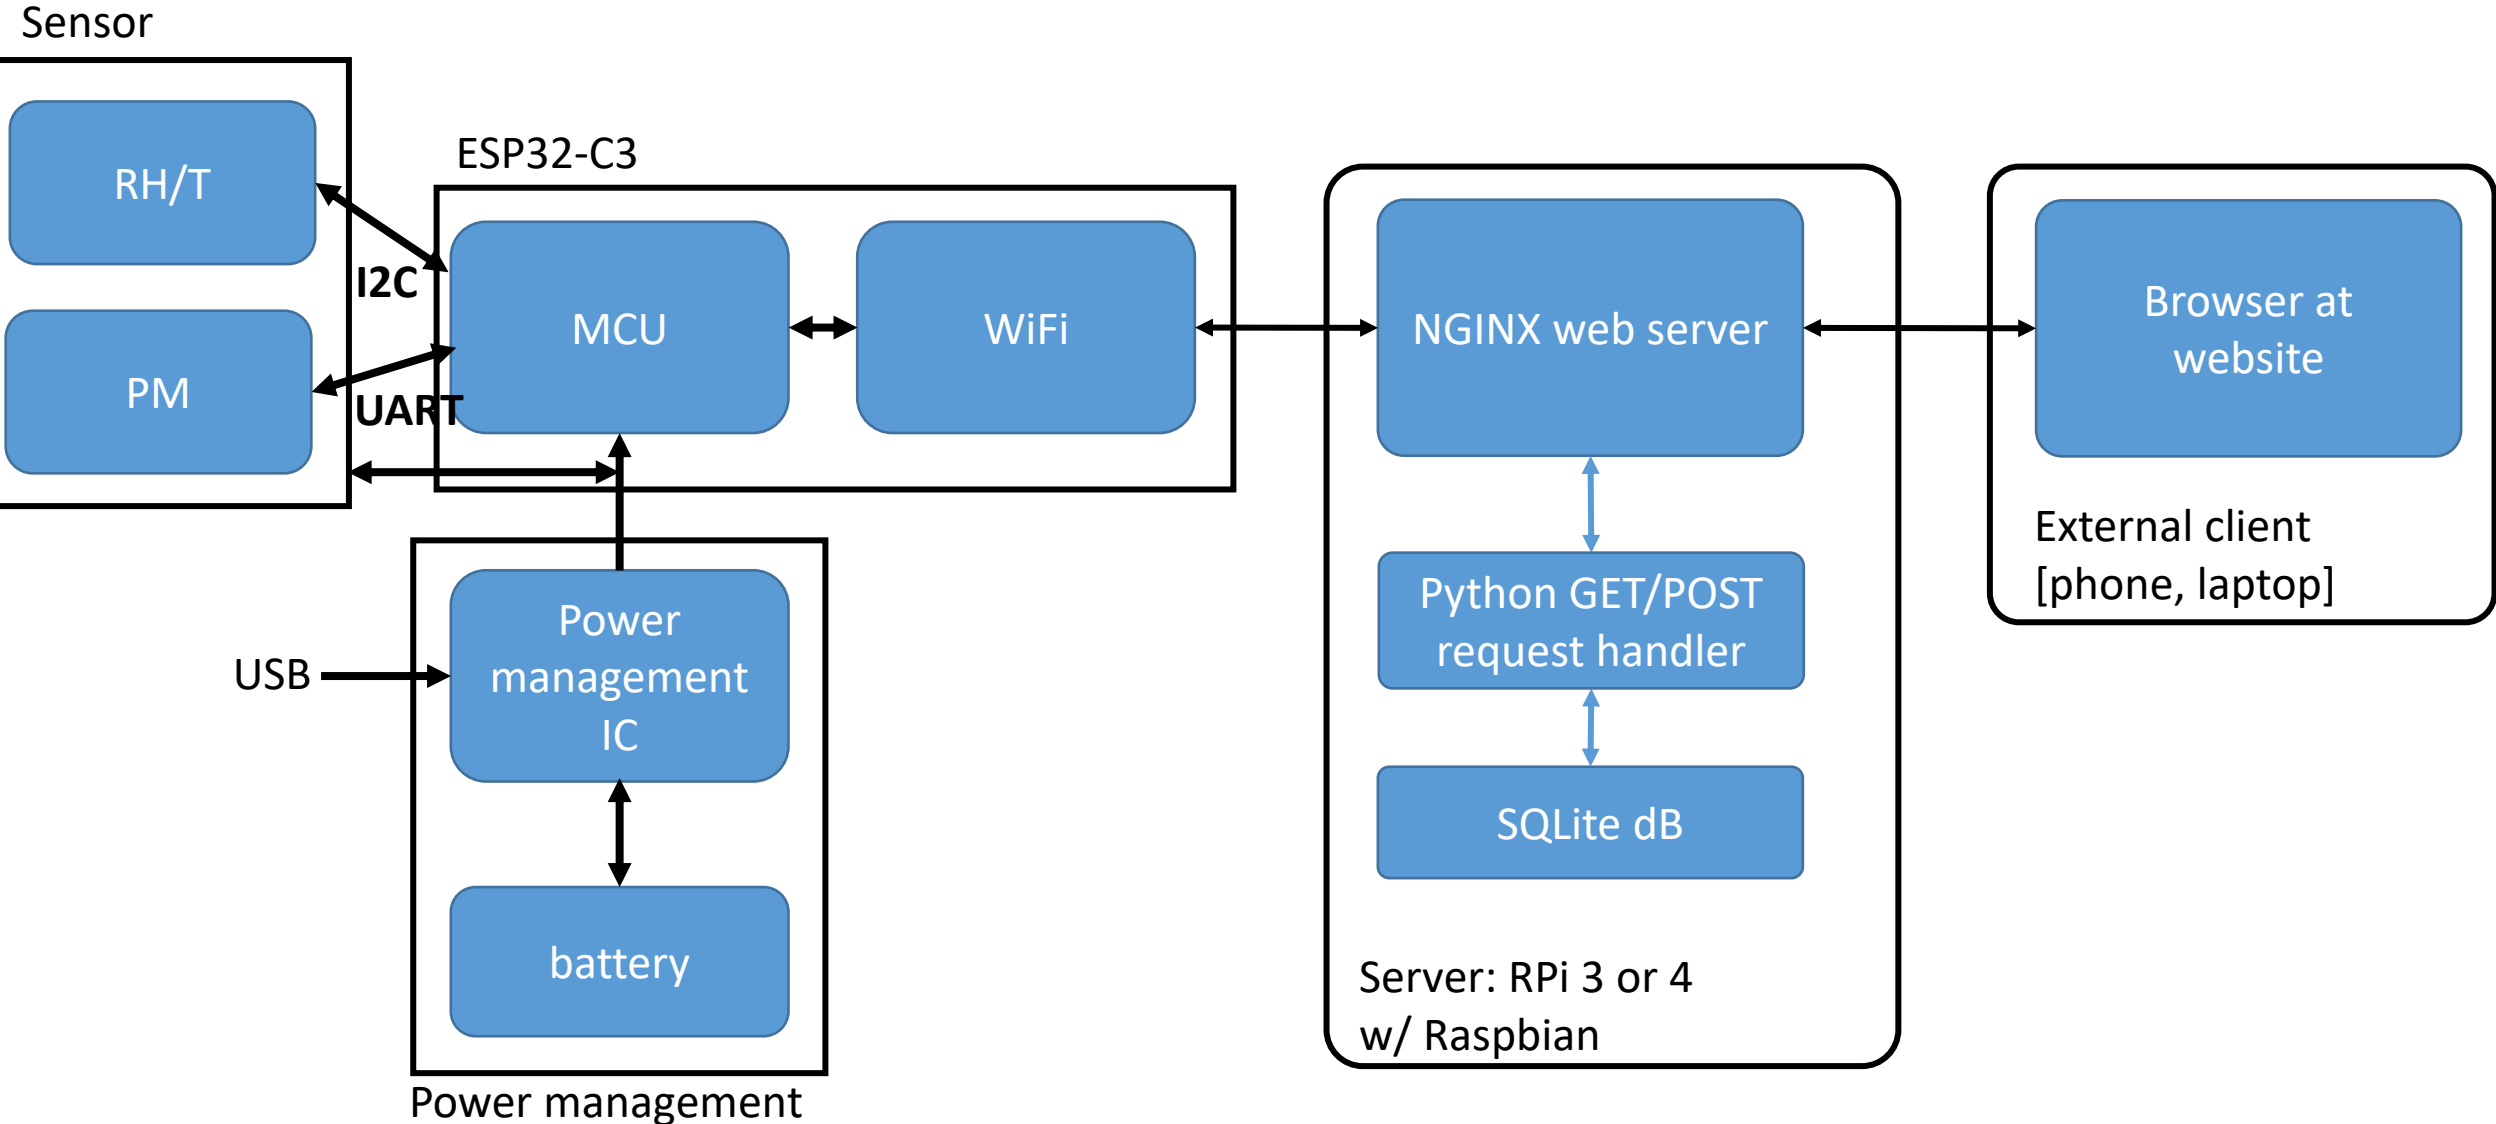 Sensor
RH/T
PM
I2C
UART
ESP32-C3
MCU
WiFi
USB
Power
management
IC
battery
Power management
NGINX web server
Python GET/POST
request handler
SQLite dB
Server: RPi 3 or 4
w/ Raspbian
Browser at
website
External client
[phone, laptop]